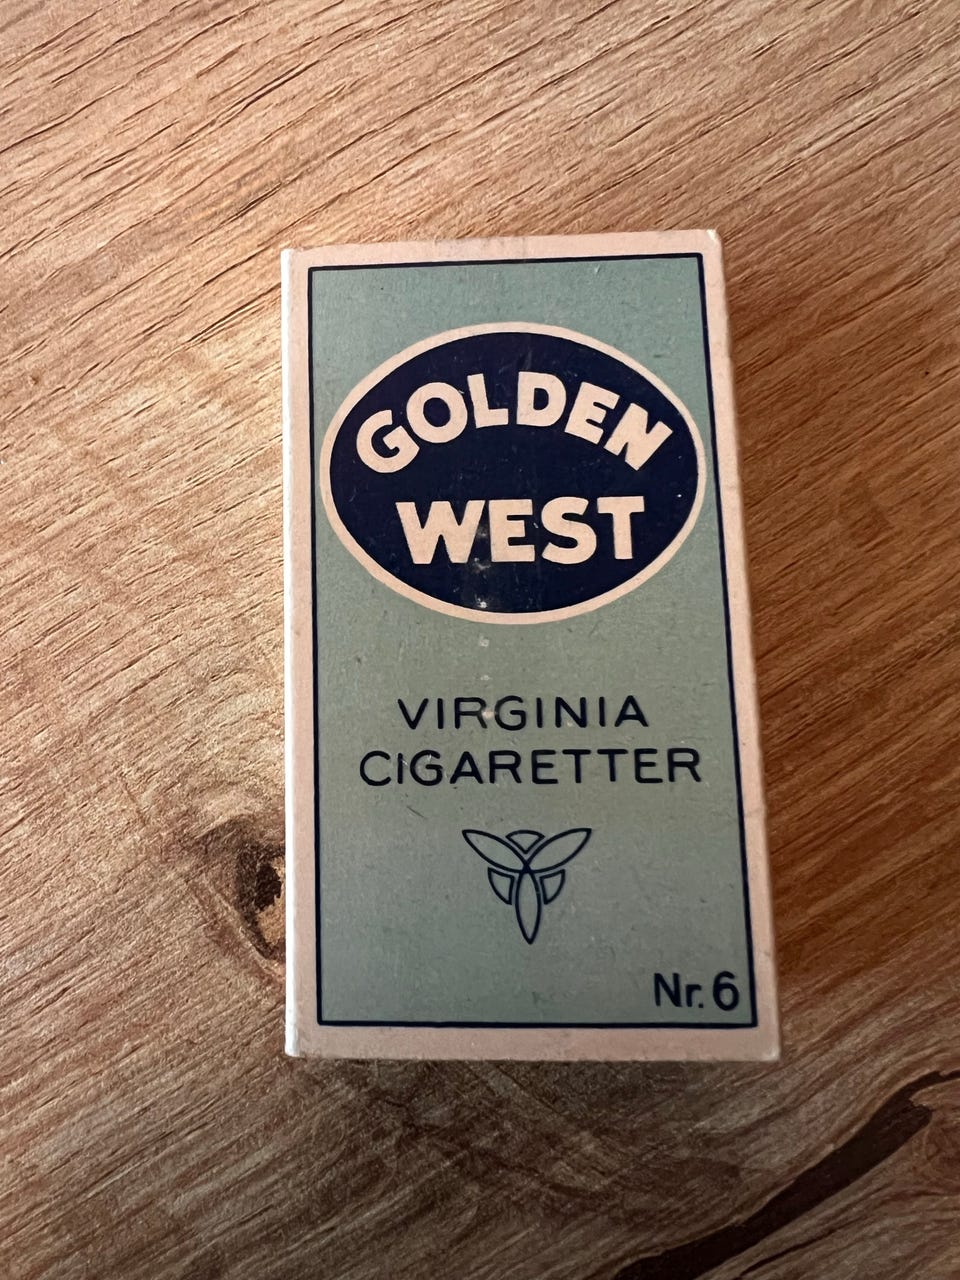 GOLDEN
WEST
VIRGINIA
CIGARETTER
Nr. 6